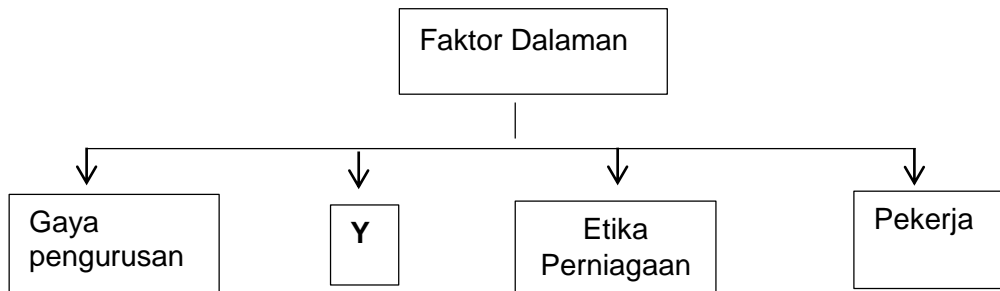 Faktor Dalaman
Gaya
pengurusan
Y
Etika
Perniagaan
Pekerja